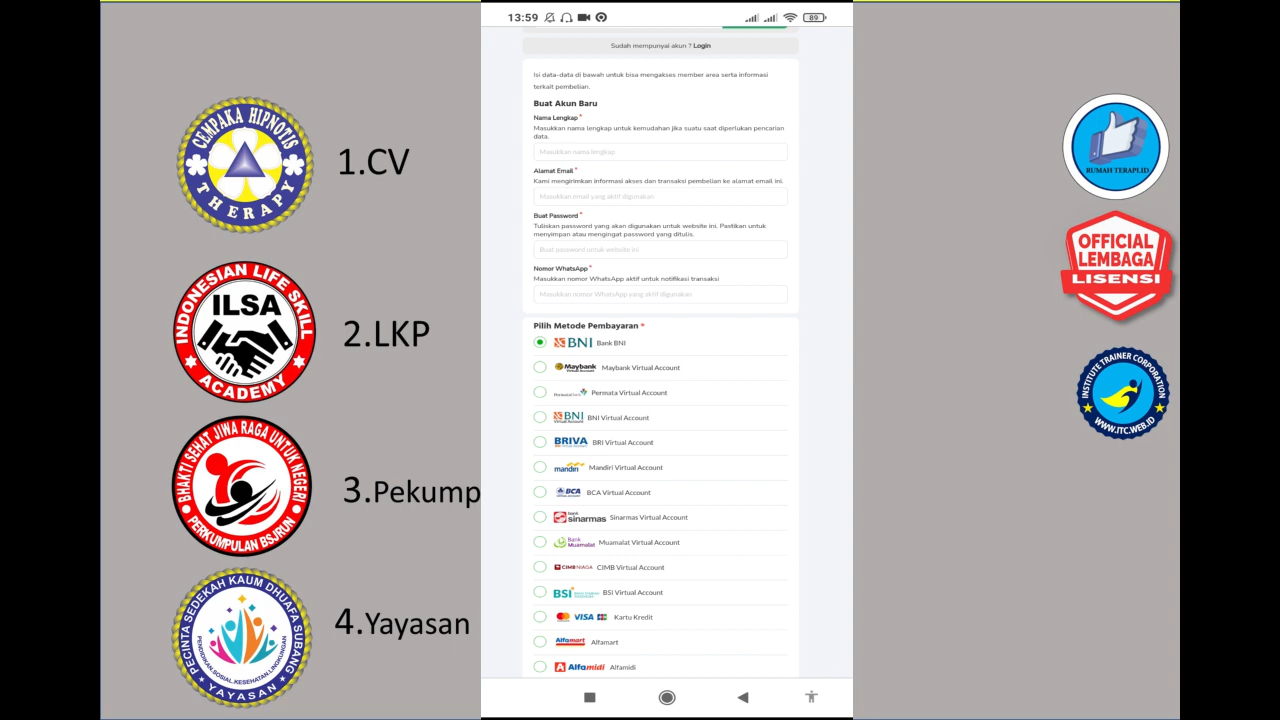 CEMPAKA HIPNOTIS
THERAPY
1.CV
INDONESIAN LIFE SKILL
ILSA
ACADEMY
2.LKP
BHAKTI SEHAT JIWA RAGA UNTUK NEGERI
PERKUMPULAN BSJRUN
3.Pekump
PECINTA SEDEKAH KAUM DHUAFA SUBANG
PENDIDIKAN.SOSIAL.KESEHATAN.LINGKUNGAN
YAYASAN
4.Yayasan
13:59
89
Sudah mempunyai akun ? Login
Isi data-data di bawah untuk bisa mengakses member area serta informasi
terkait pembelian.
Buat Akun Baru
Nama Lengkap *
Masukkan nama lengkap untuk kemudahan jika suatu saat diperlukan pencarian
data.
Masukkan nama lengkap
Alamat Email *
Kami mengirimkan informasi akses dan transaksi pembelian ke alamat email ini.
Masukkan email yang aktif digunakan
Buat Password *
Tuliskan password yang akan digunakan untuk website ini. Pastikan untuk
menyimpan atau mengingat password yang ditulis.
Buat password untuk website ini
Nomor WhatsApp *
Masukkan nomor WhatsApp aktif untuk notifikasi transaksi
Masukkan nomor WhatsApp yang aktif digunakan
Pilih Metode Pembayaran *
BNI Bank BNI
Maybank Maybank Virtual Account
PermataBank Permata Virtual Account
BNI Virtual Account BNI Virtual Account
BRIVA BRI Virtual Account
mandiri Mandiri Virtual Account
BCA BCA Virtual Account
bank sinarmas Sinarmas Virtual Account
Bank Muamalat Muamalat Virtual Account
CIMB NIAGA CIMB Virtual Account
BSI BSI Virtual Account
VISA JCB Kartu Kredit
Alfamart Alfamart
Alfamidi Alfamidi
RUMAH TERAPI.ID
OFFICIAL
LEMBAGA
LISENSI
INSTITUTE TRAINER CORPORATION
WWW.ITC.WEB.ID